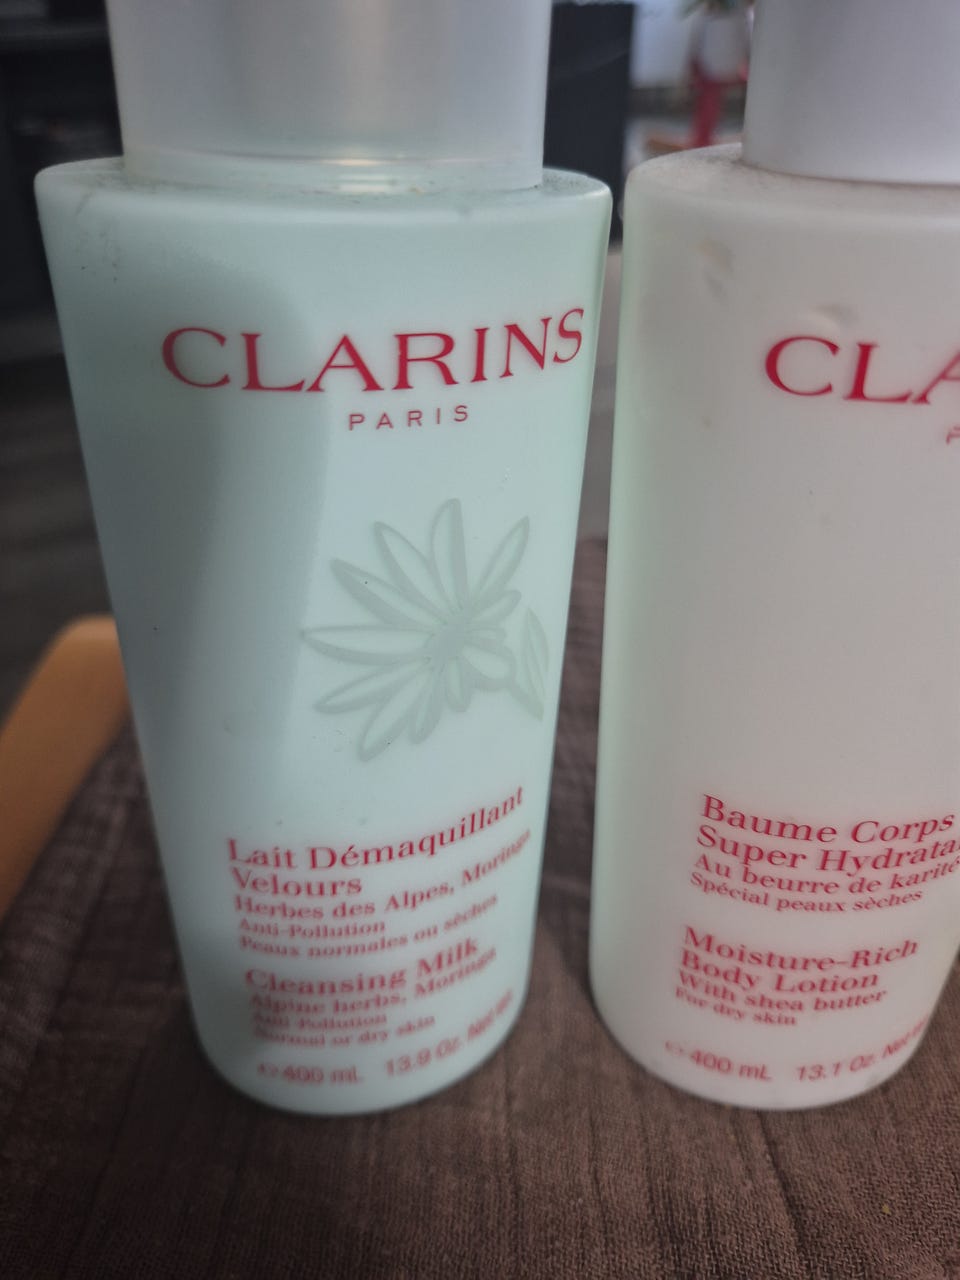 CLARINS
PARIS
Lait Démaquillant
Velours
Herbes des Alpes, Moringa
Anti-Pollution
Peaux normales ou sèches
Cleansing Milk
Alpine herbs, Moringa
Anti-Pollution
Normal or dry skin
e 400 mL 13.9 Oz. Net wt.
CLA
P
Baume Corps
Super Hydrata
Au beurre de karité
Spécial peaux sèches
Moisture-Rich
Body Lotion
With shea butter
For dry skin
e 400 mL 13.1 Oz. Net